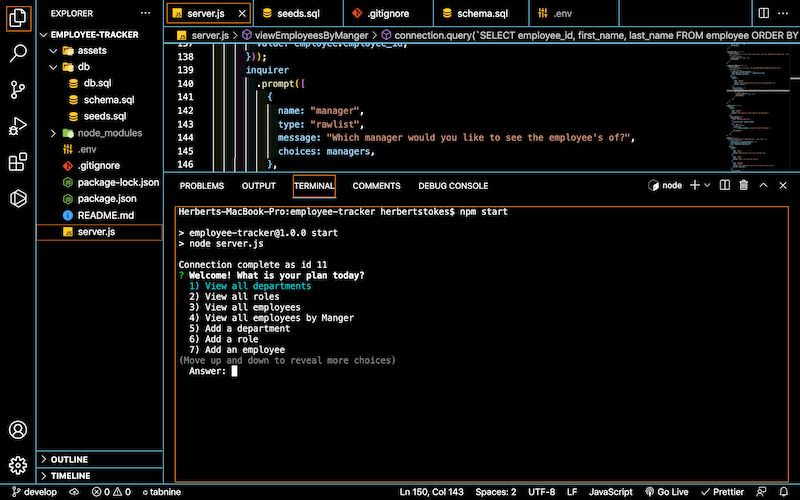 EXPLORER
server.js
seeds.sql
.gitignore
schema.sql
.env
EMPLOYEE-TRACKER
server.js > viewEmployeesByManger > connection.query(`SELECT employee_id, first_name, last_name FROM employee ORDER BY
assets
db
db.sql
schema.sql
seeds.sql
node_modules
.env
.gitignore
package-lock.json
package.json
README.md
server.js
137 value: employee.employee_id,
138 }));
139 inquirer
140 .prompt([
141 {
142 name: "manager",
143 type: "rawlist",
144 message: "Which manager would you like to see the employee's of?",
145 choices: managers,
146 },
PROBLEMS OUTPUT TERMINAL COMMENTS DEBUG CONSOLE node
Herberts-MacBook-Pro:employee-tracker herbertstokes$ npm start
> employee-tracker@1.0.0 start
> node server.js
Connection complete as id 11
? Welcome! What is your plan today?
1) View all departments
2) View all roles
3) View all employees
4) View all employees by Manger
5) Add a department
6) Add a role
7) Add an employee
(Move up and down to reveal more choices)
Answer:
OUTLINE
TIMELINE
develop 0 0 tabnine Ln 150, Col 143 Spaces: 2 UTF-8 LF JavaScript Go Live Prettier